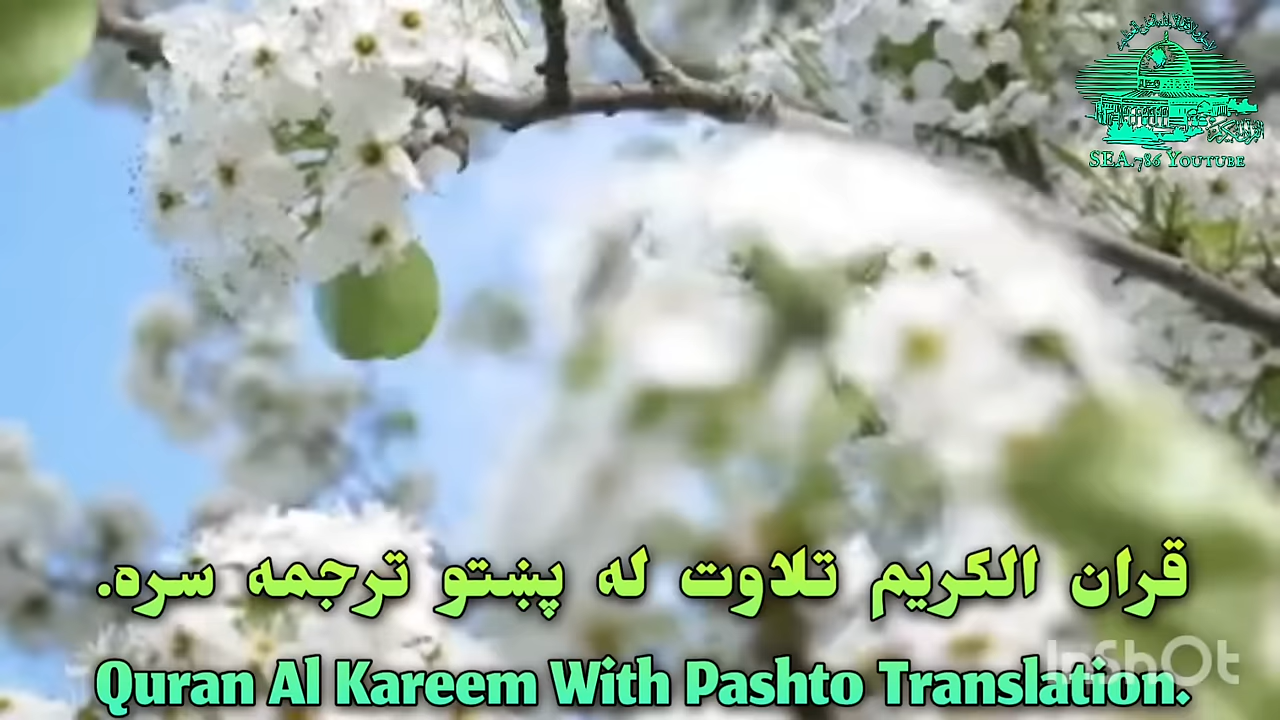 SEA.786 YOUTUBE
قران الکریم تلاوت له پښتو ترجمه سره.
Quran Al Kareem With Pashto Translation.
InShOt